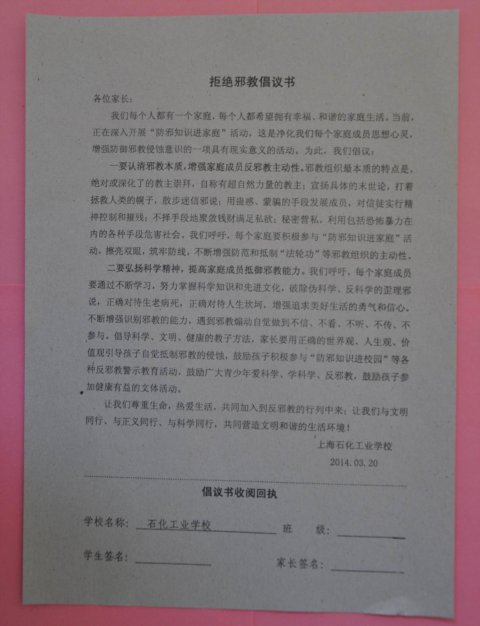 拒绝邪教倡议书
各位家长：
我们每个人都有一个家庭，每个人都希望拥有幸福、和谐的家庭生活。当前，
正在深入开展“防邪知识进家庭”活动，这是净化我们每个家庭成员思想心灵，
增强防御邪教侵蚀意识的一项具有现实意义的活动。为此，我们倡议：
一要认清邪教本质，增强家庭成员反邪教主动性。邪教组织最本质的特点是，
绝对或深化了的教主崇拜，自称有超自然力量的教主；宣扬具体的末世论，打着
拯救人类的幌子，散步迷信邪说；用蛊惑、蒙骗的手段发展成员，对信徒实行精
神控制和摧残；不择手段地聚敛钱财满足私欲；秘密营私，利用包括恐怖暴力在
内的各种手段危害社会。我们呼吁，每个家庭要积极参与“防邪知识进家庭”活
动，擦亮双眼，筑牢防线，不断增强防范和抵制“法轮功”等邪教组织的主动性。
二要弘扬科学精神，提高家庭成员抵御邪教能力。我们呼吁，每个家庭成员
要通过不断学习，努力掌握科学知识和先进文化，破除伪科学、反科学的歪理邪
说，正确对待生老病死，正确对待人生坎坷、增强追求美好生活的勇气和信心。
不断增强识别邪教的能力，遇到邪教煽动自觉做到不信、不看、不听、不传、不
参与。倡导科学、文明、健康的教子方法，家长要用正确的世界观、人生观、价
值观引导孩子自觉抵制邪教的侵蚀，鼓励孩子积极参与“防邪知识进校园”等各
种反邪教警示教育活动，鼓励广大青少年爱科学、学科学、反邪教，鼓励孩子参
加健康有益的文体活动。
让我们尊重生命，热爱生活，共同加入到反邪教的行列中来；让我们与文明
同行、与正义同行、与科学同行，共同营造文明和谐的生活环境！
上海石化工业学校
2014.03.20
倡议书收阅回执
学校名称： 石化工业学校 班 级：
学生签名： 家长签名：